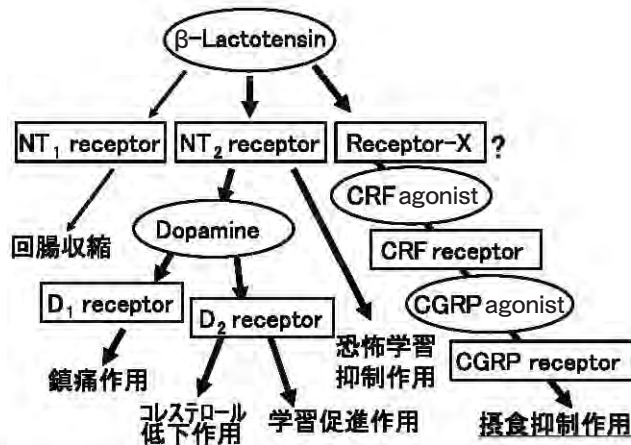 β-Lactotensin
NT₁ receptor
NT₂ receptor
Receptor-X ?
CRF agonist
Dopamine
回腸収縮
CRF receptor
D₁ receptor
D₂ receptor
CGRP agonist
恐怖学習
抑制作用
CGRP receptor
鎮痛作用
コレステロール
低下作用
学習促進作用
摂食抑制作用